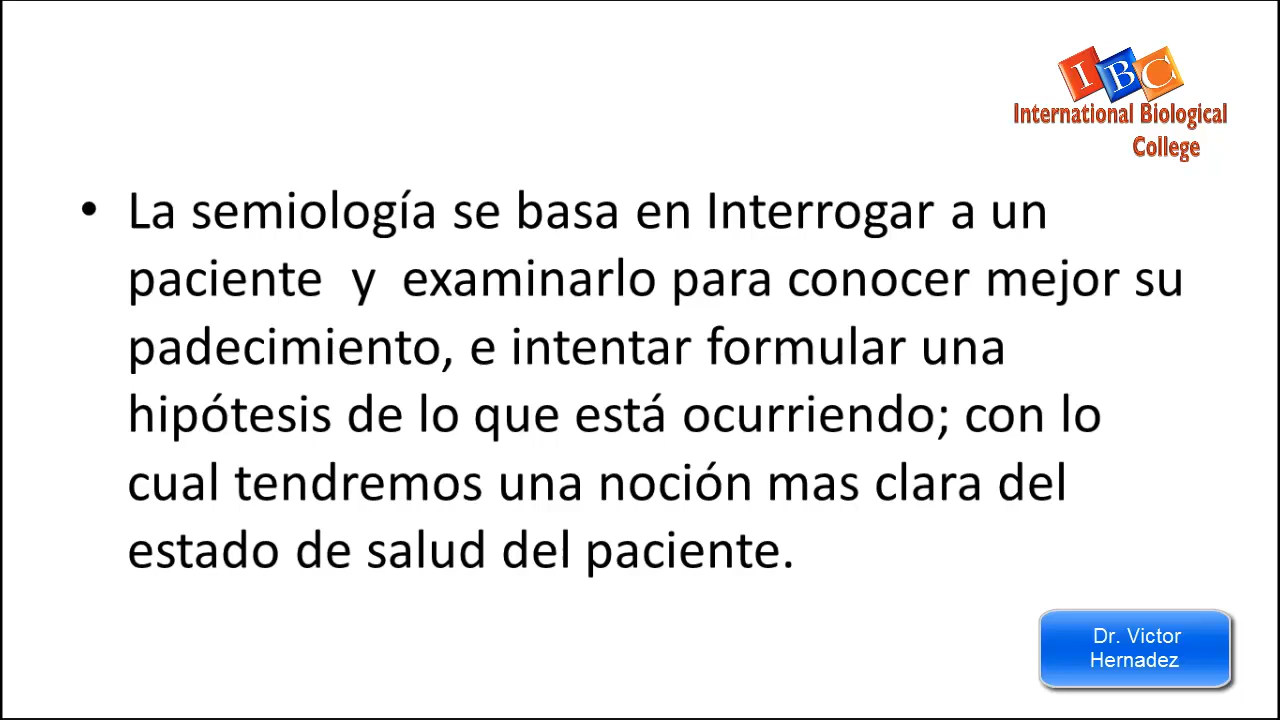 IBC
International Biological
College
• La semiología se basa en Interrogar a un
paciente y examinarlo para conocer mejor su
padecimiento, e intentar formular una
hipótesis de lo que está ocurriendo; con lo
cual tendremos una noción mas clara del
estado de salud del paciente.
Dr. Victor
Hernadez